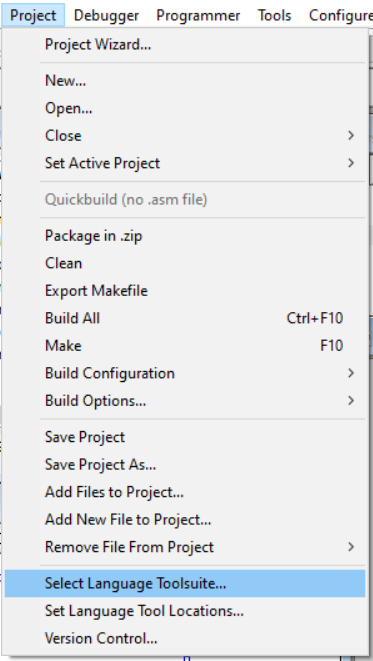 Project Debugger Programmer Tools Configure
Project Wizard...
New...
Open...
Close
Set Active Project
Quickbuild (no .asm file)
Package in .zip
Clean
Export Makefile
Build All Ctrl+F10
Make F10
Build Configuration
Build Options...
Save Project
Save Project As...
Add Files to Project...
Add New File to Project...
Remove File From Project
Select Language Toolsuite...
Set Language Tool Locations...
Version Control...